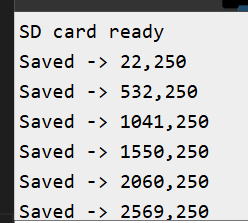 SD card ready
Saved -> 22,250
Saved -> 532,250
Saved -> 1041,250
Saved -> 1550,250
Saved -> 2060,250
Saved -> 2569,250